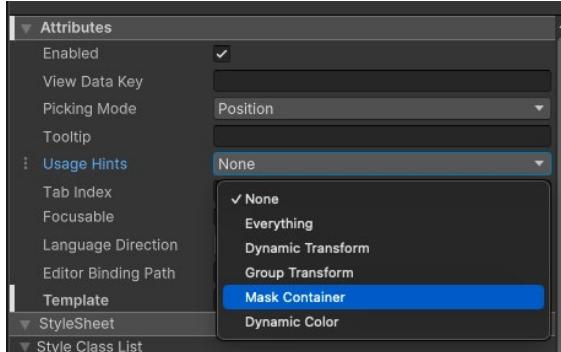 Attributes
Enabled
View Data Key
Picking Mode Position
Tooltip
Usage Hints None
Tab Index
✓ None
Focusable
Everything
Language Direction
Dynamic Transform
Editor Binding Path
Group Transform
Template
Mask Container
StyleSheet
Dynamic Color
Style Class List